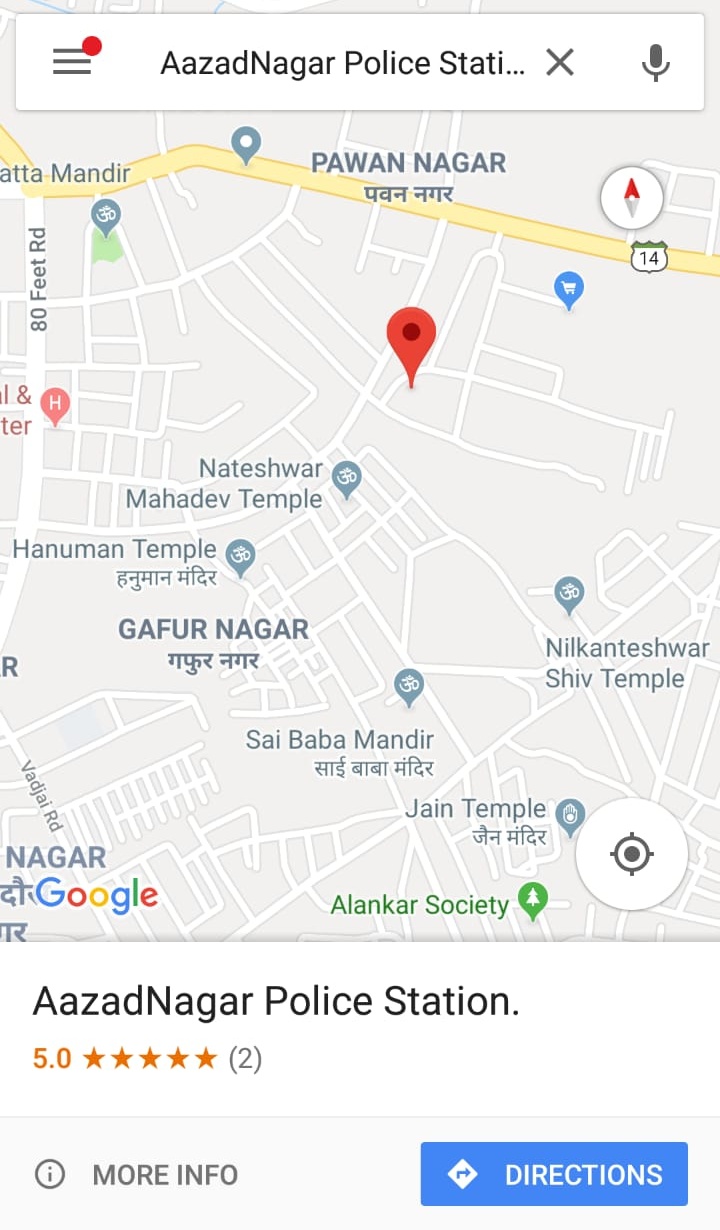 AazadNagar Police Stati...
PAWAN NAGAR
पवन नगर
atta Mandir
80 Feet Rd
14
l &
ter
H
Nateshwar
Mahadev Temple
Hanuman Temple
हनुमान मंदिर
GAFUR NAGAR
गफुर नगर
R
Nilkanteshwar
Shiv Temple
Sai Baba Mandir
साई बाबा मंदिर
Vadjai Rd
Jain Temple
जैन मंदिर
NAGAR
Google
Alankar Society
AazadNagar Police Station.
5.0 ★★★★★ (2)
MORE INFO
DIRECTIONS